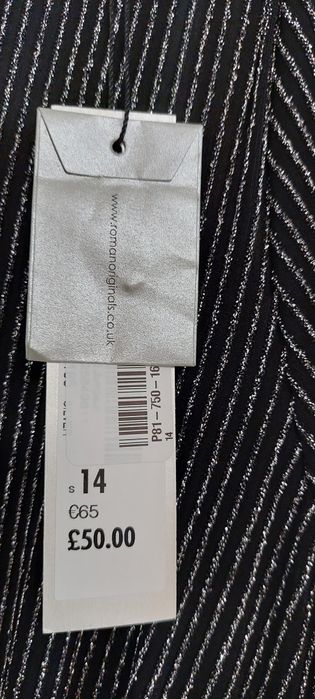 www.romanoriginals.co.uk
P81-750-16
14
s 14
€65
£50.00